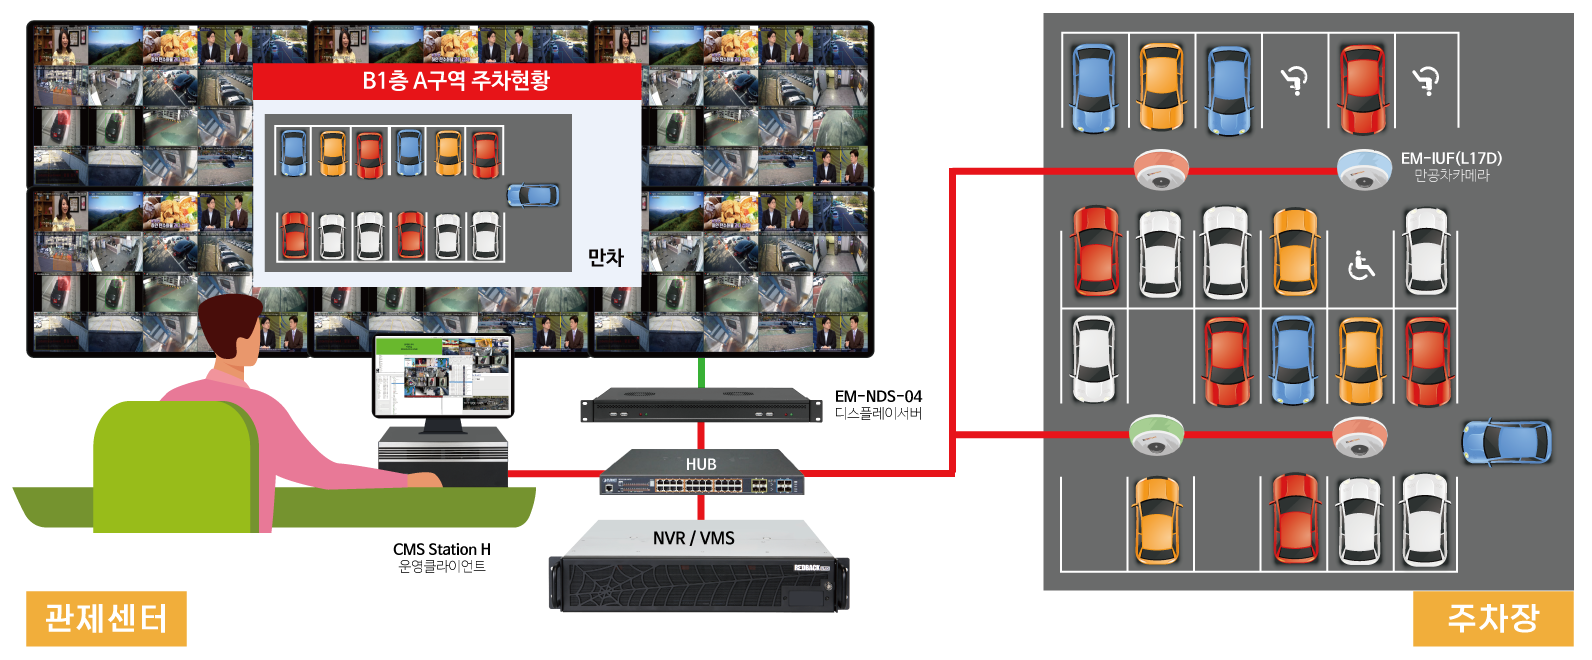 B1층 A구역 주차현황
만차
EM-IUF(L17D)
만공차카메라
EM-NDS-04
디스플레이서버
HUB
NVR / VMS
REDBACK
CMS Station H
운영클라이언트
관제센터
주차장